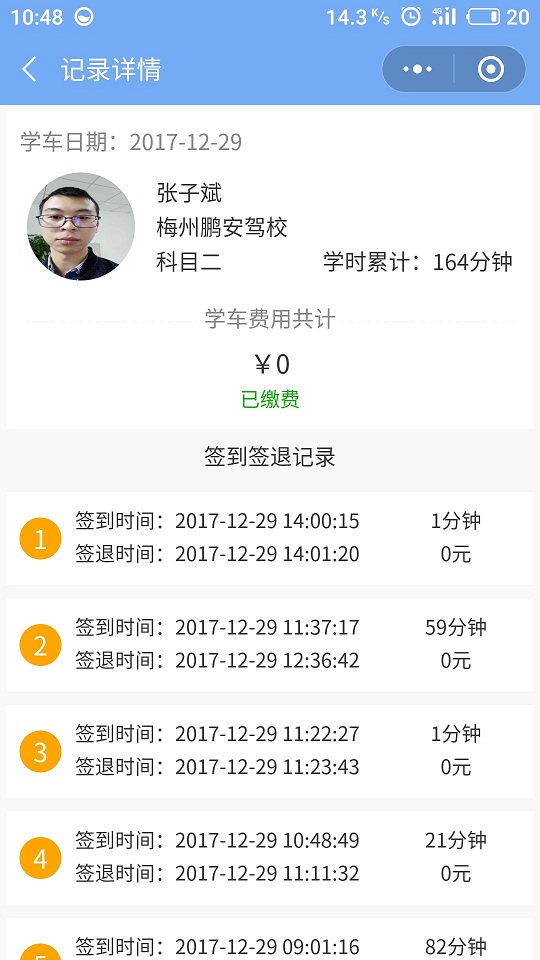 10:48 14.3 K/s 4G 20
记录详情
学车日期：2017-12-29
张子斌
梅州鹏安驾校
科目二 学时累计：164分钟
学车费用共计
￥0
已缴费
签到签退记录
1 签到时间：2017-12-29 14:00:15 1分钟
签退时间：2017-12-29 14:01:20 0元
2 签到时间：2017-12-29 11:37:17 59分钟
签退时间：2017-12-29 12:36:42 0元
3 签到时间：2017-12-29 11:22:27 1分钟
签退时间：2017-12-29 11:23:43 0元
4 签到时间：2017-12-29 10:48:49 21分钟
签退时间：2017-12-29 11:11:32 0元
5 签到时间：2017-12-29 09:01:16 82分钟